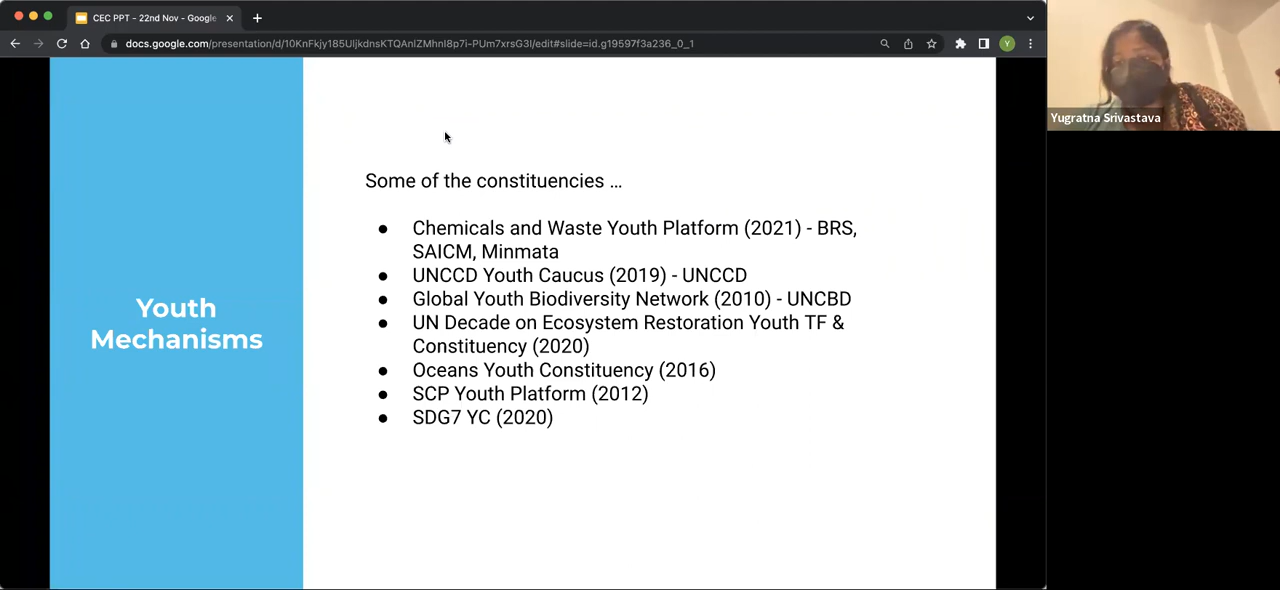 CEC PPT - 22nd Nov - Google
docs.google.com/presentation/d/10KnFkjy185UIjkdnsKTQAnIZMhnI8p7i-PUm7xrsG3I/edit#slide=id.g19597f3a236_0_1
Y
Yugratna Srivastava
Youth
Mechanisms
Some of the constituencies ...
● Chemicals and Waste Youth Platform (2021) - BRS,
SAICM, Minmata
● UNCCD Youth Caucus (2019) - UNCCD
● Global Youth Biodiversity Network (2010) - UNCBD
● UN Decade on Ecosystem Restoration Youth TF &
Constituency (2020)
● Oceans Youth Constituency (2016)
● SCP Youth Platform (2012)
● SDG7 YC (2020)